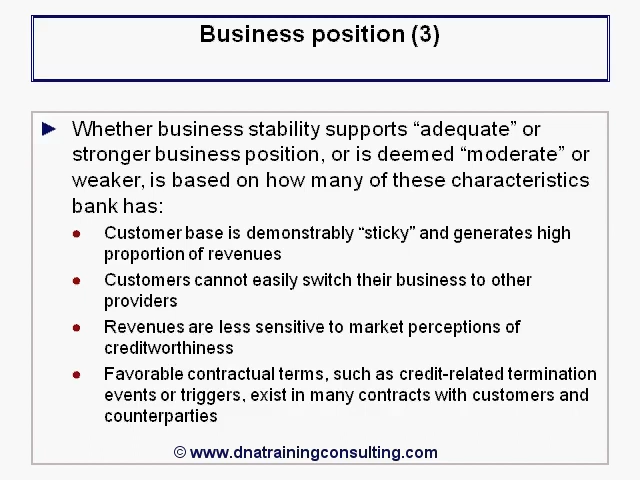 Business position (3)
► Whether business stability supports “adequate” or
stronger business position, or is deemed “moderate” or
weaker, is based on how many of these characteristics
bank has:
● Customer base is demonstrably “sticky” and generates high
proportion of revenues
● Customers cannot easily switch their business to other
providers
● Revenues are less sensitive to market perceptions of
creditworthiness
● Favorable contractual terms, such as credit-related termination
events or triggers, exist in many contracts with customers and
counterparties
© www.dnatrainingconsulting.com